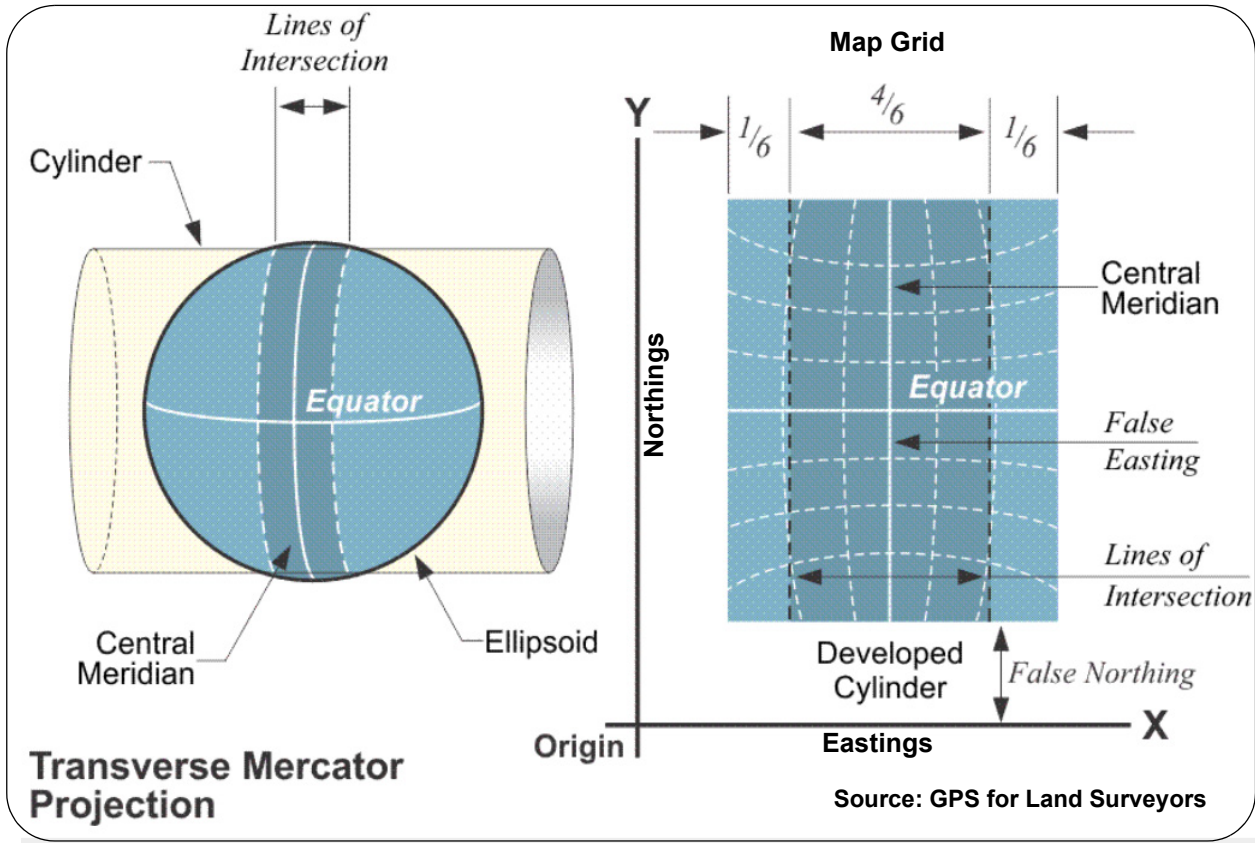 Lines of
Intersection
Cylinder
Equator
Central
Meridian
Ellipsoid
Transverse Mercator
Projection
Map Grid
Y
1/6
4/6
1/6
Northings
Central
Meridian
Equator
False
Easting
Lines of
Intersection
Developed
Cylinder
False Northing
X
Origin
Eastings
Source: GPS for Land Surveyors